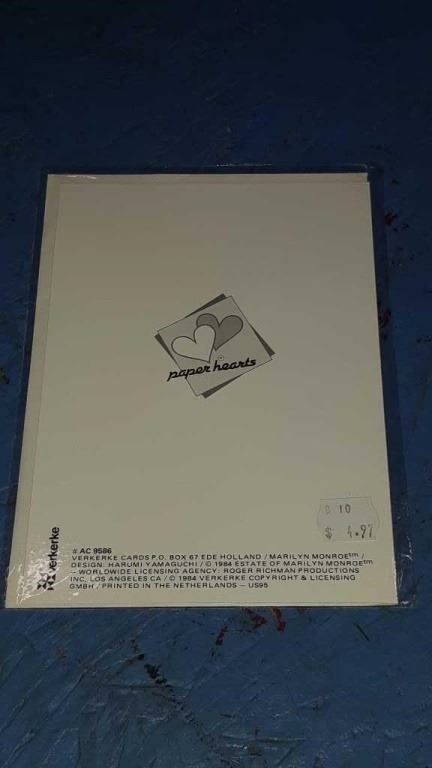 paper hearts
B 10
$ 4.97
verkerke
# AC 9586
VERKERKE CARDS P.O. BOX 67 EDE HOLLAND / MARILYN MONROE™ /
DESIGN: HARUMI YAMAGUCHI / © 1984 ESTATE OF MARILYN MONROE™
— WORLDWIDE LICENSING AGENCY: ROGER RICHMAN PRODUCTIONS
INC, LOS ANGELES CA / © 1984 VERKERKE COPYRIGHT & LICENSING
GMBH / PRINTED IN THE NETHERLANDS — US95